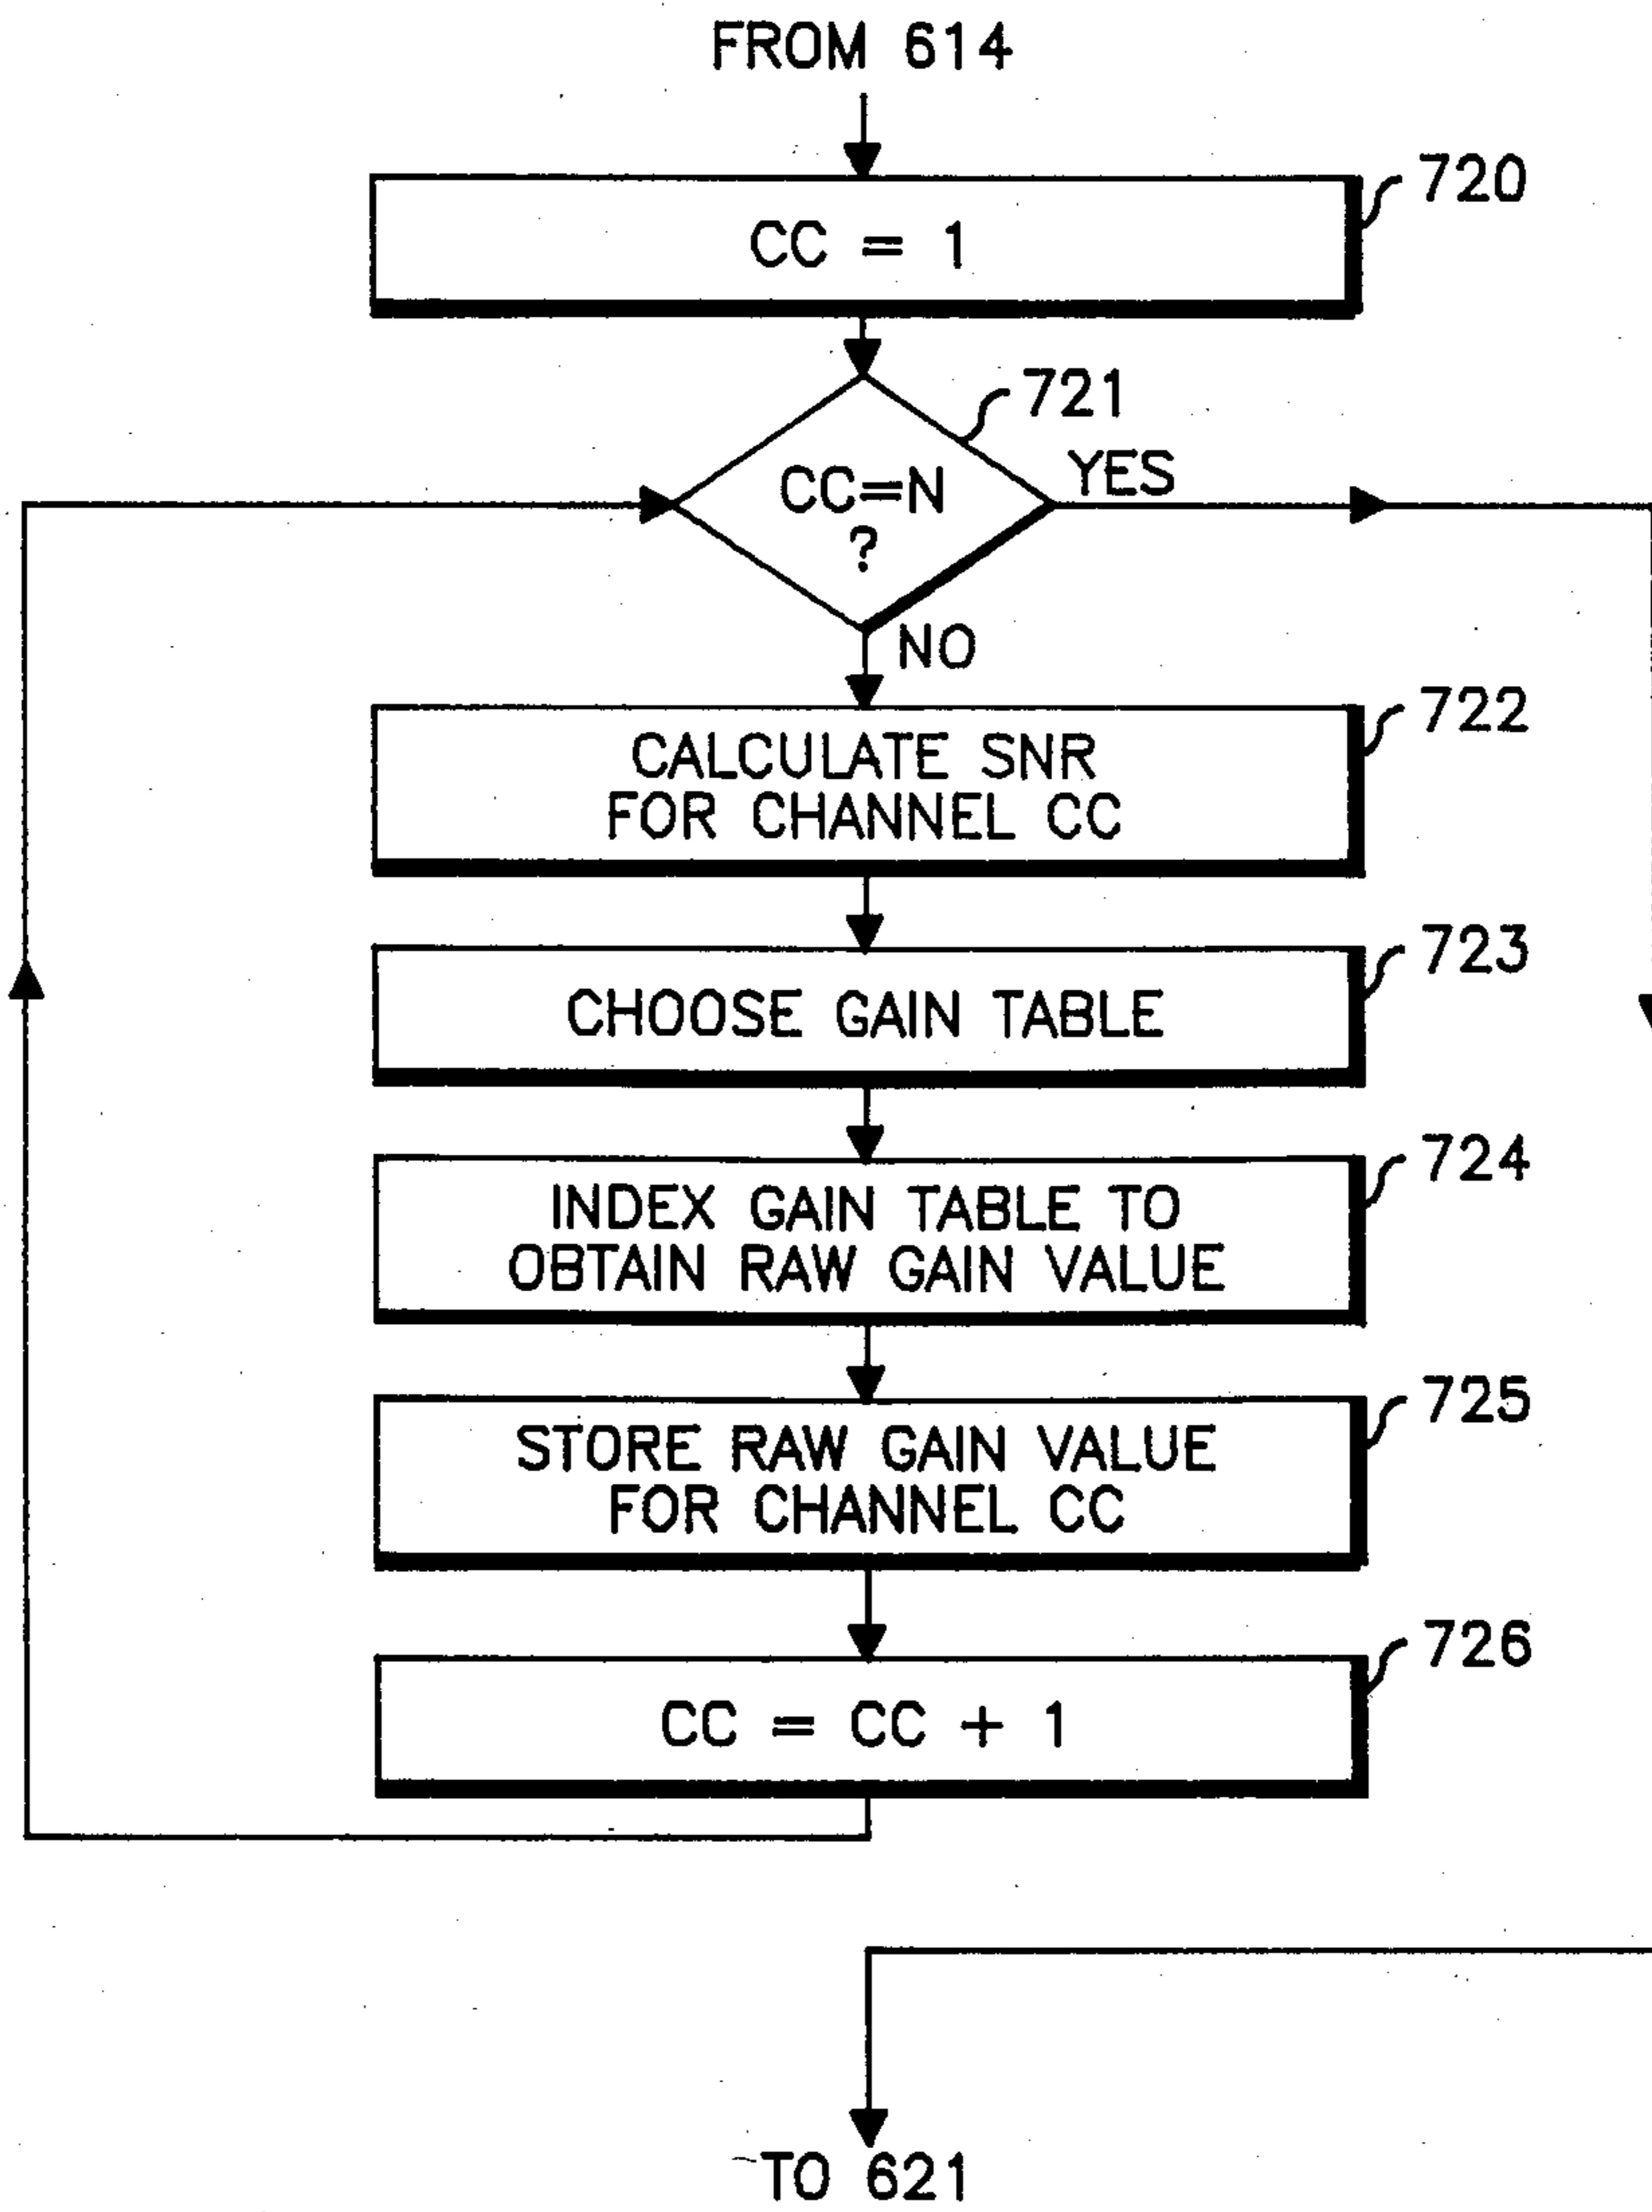 FROM 614
720
CC = 1
721
CC=N
?
YES
NO
722
CALCULATE SNR
FOR CHANNEL CC
723
CHOOSE GAIN TABLE
724
INDEX GAIN TABLE TO
OBTAIN RAW GAIN VALUE
725
STORE RAW GAIN VALUE
FOR CHANNEL CC
726
CC = CC + 1
TO 621